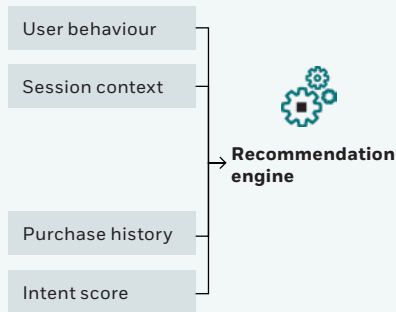 User behaviour
Session context
Recommendation
engine
Purchase history
Intent score